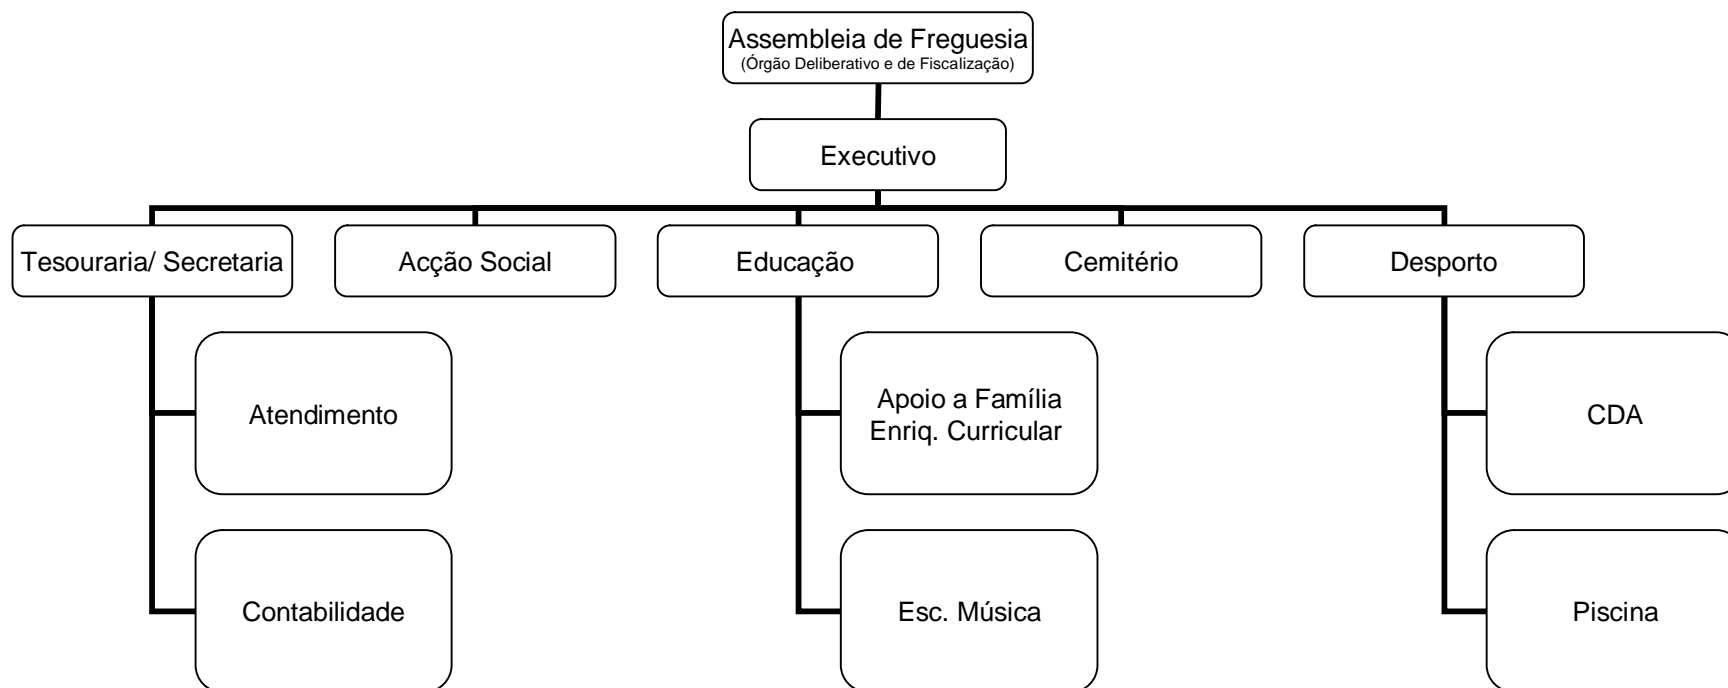 Assembleia de Freguesia
(Órgão Deliberativo e de Fiscalização)
Executivo
Tesouraria/ Secretaria
Acção Social
Educação
Cemitério
Desporto
Atendimento
Apoio a Família
Enriq. Curricular
CDA
Contabilidade
Esc. Música
Piscina